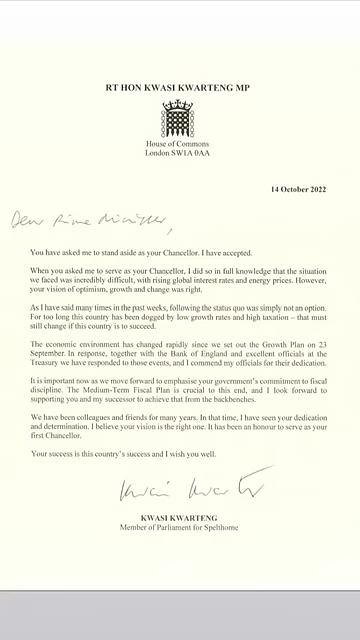 RT HON KWASI KWARTENG MP
House of Commons
London SW1A 0AA
14 October 2022
Dear Prime Minister,
You have asked me to stand aside as your Chancellor. I have accepted.
When you asked me to serve as your Chancellor, I did so in full knowledge that the situation
we faced was incredibly difficult, with rising global interest rates and energy prices. However,
your vision of optimism, growth and change was right.
As I have said many times in the past weeks, following the status quo was simply not an option.
For too long this country has been dogged by low growth rates and high taxation – that must
still change if this country is to succeed.
The economic environment has changed rapidly since we set out the Growth Plan on 23
September. In response, together with the Bank of England and excellent officials at the
Treasury we have responded to those events, and I commend my officials for their dedication.
It is important now as we move forward to emphasise your government's commitment to fiscal
discipline. The Medium-Term Fiscal Plan is crucial to this end, and I look forward to
supporting you and my successor to achieve that from the backbenches.
We have been colleagues and friends for many years. In that time, I have seen your dedication
and determination. I believe your vision is the right one. It has been an honour to serve as your
first Chancellor.
Your success is this country's success and I wish you well.
Kwasi Kwarteng
KWASI KWARTENG
Member of Parliament for Spelthorne